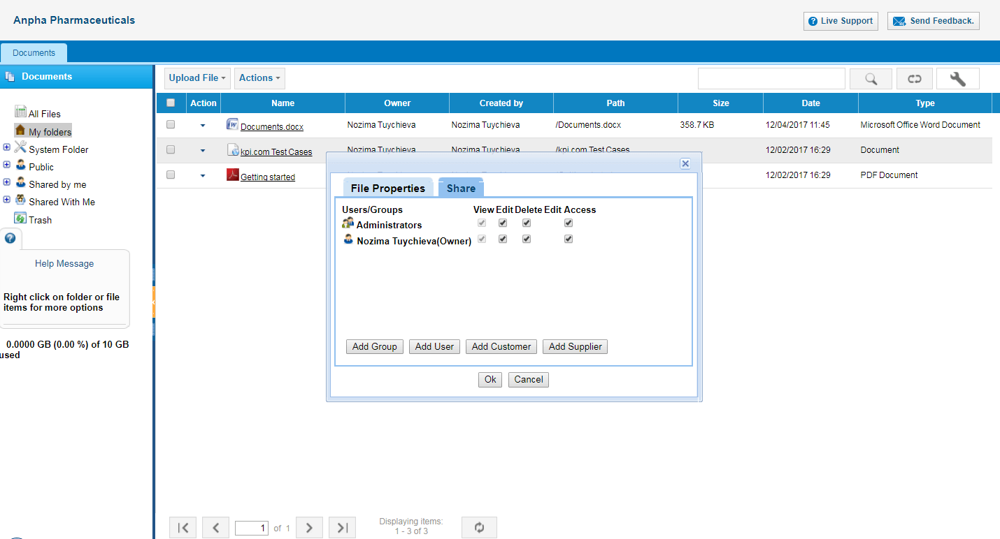 Anpha Pharmaceuticals
Live Support
Send Feedback.
Documents
Documents
All Files
My folders
System Folder
Public
Shared by me
Shared With Me
Trash
Help Message
Right click on folder or file
items for more options
0.0000 GB (0.00 %) of 10 GB
used
Upload File Actions
Action Name Owner Created by Path Size Date Type
Documents.docx Nozima Tuychieva Nozima Tuychieva /Documents.docx 358.7 KB 12/04/2017 11:45 Microsoft Office Word Document
kpi.com Test Cases Nozima Tuychieva Nozima Tuychieva /kpi.com Test Cases 12/02/2017 16:29 Document
Getting started 12/02/2017 16:29 PDF Document
File Properties Share
Users/Groups View Edit Delete Edit Access
Administrators
Nozima Tuychieva(Owner)
Add Group Add User Add Customer Add Supplier
Ok Cancel
1 of 1
Displaying items:
1 - 3 of 3